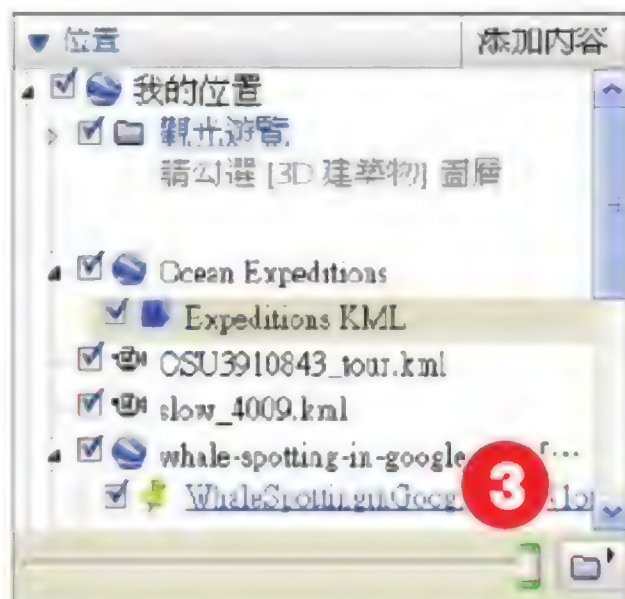 位置 添加内容
我的位置
觀光遊覽
請勾選 [3D 建築物] 圖層
Ocean Expeditions
Expeditions KML
OSU3910843_tour.kml
slow_4009.kml
whale-spotting-in-google
3